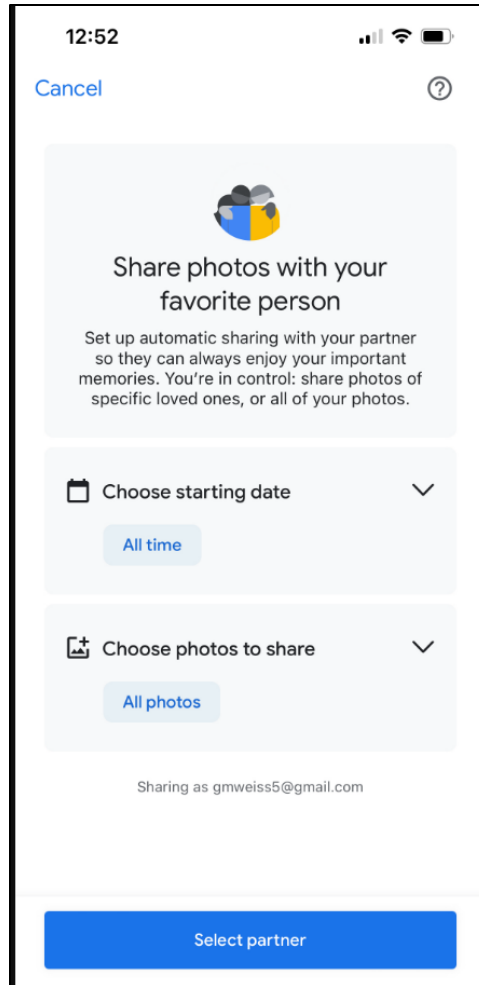 12:52
Cancel
Share photos with your
favorite person
Set up automatic sharing with your partner
so they can always enjoy your important
memories. You're in control: share photos of
specific loved ones, or all of your photos.
Choose starting date
All time
Choose photos to share
All photos
Sharing as gmweiss5@gmail.com
Select partner